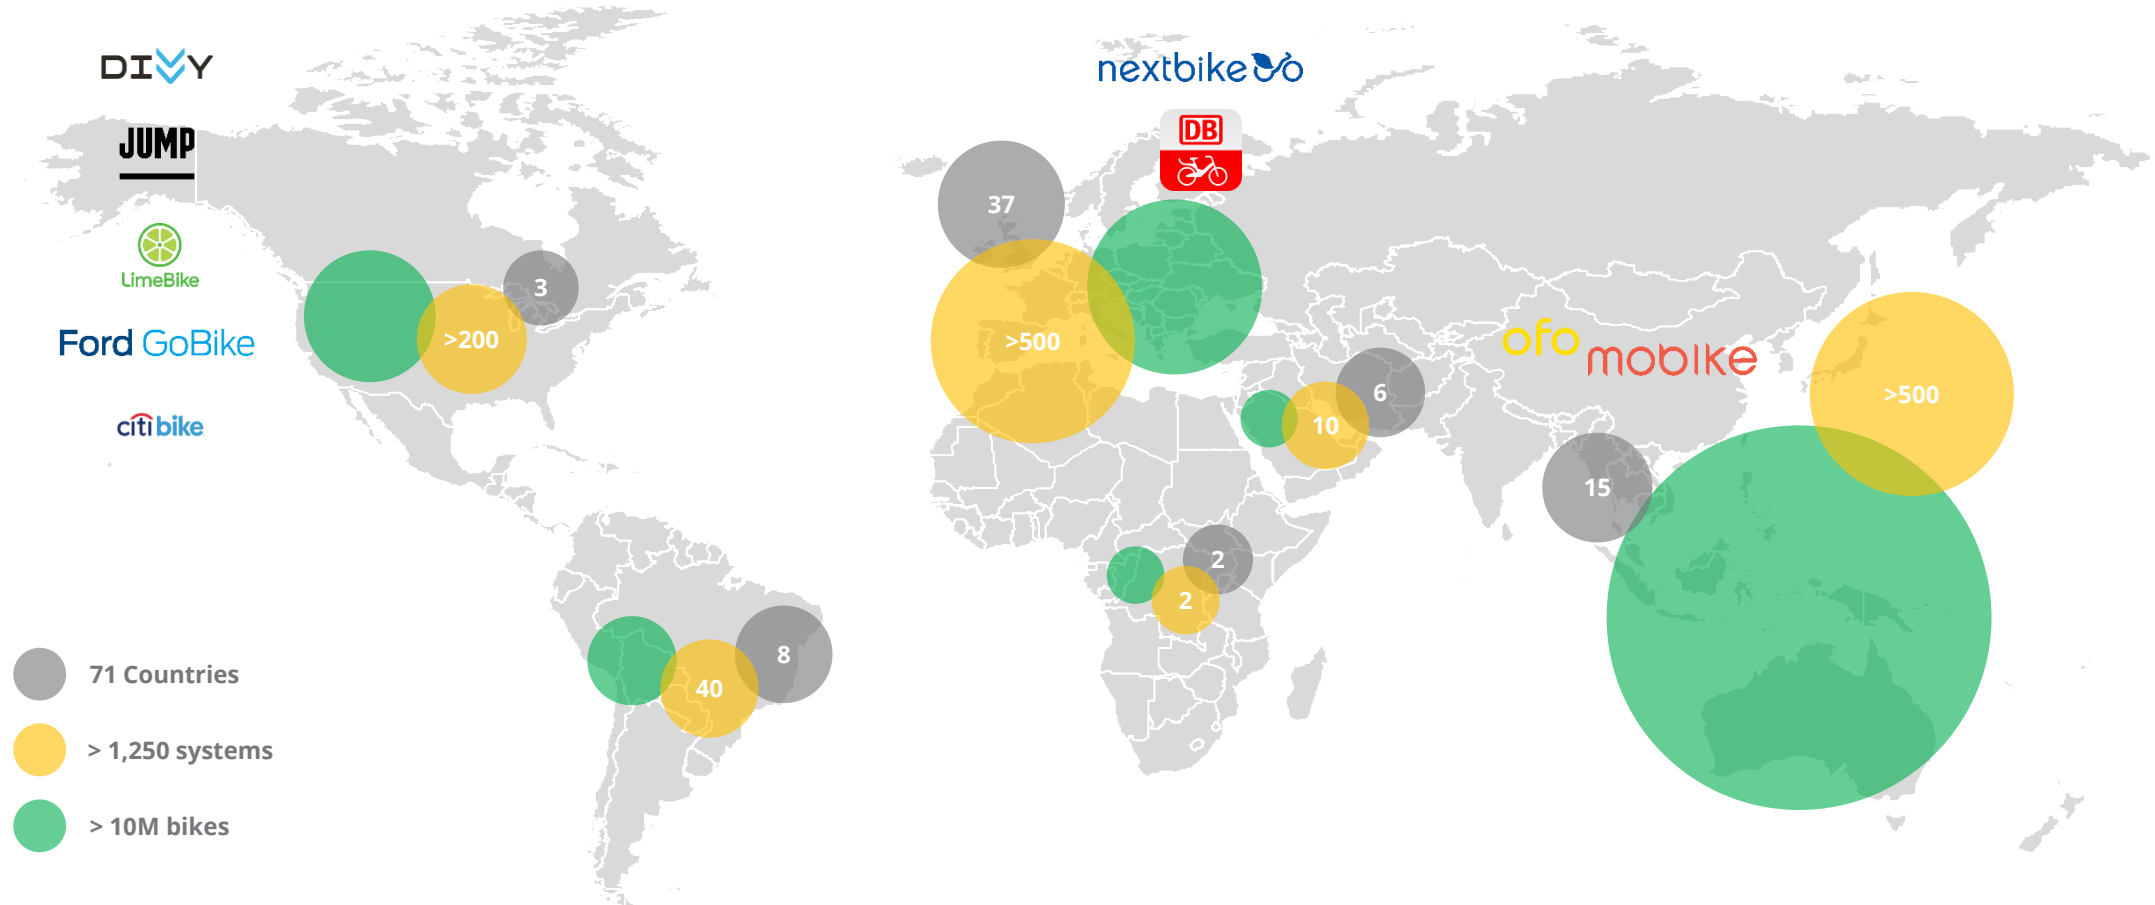 DIVVY
JUMP
LimeBike
Ford GoBike
citi bike
nextbike
DB
ofo
mobike
3
>200
37
>500
6
10
15
>500
2
2
8
40
71 Countries
> 1,250 systems
> 10M bikes